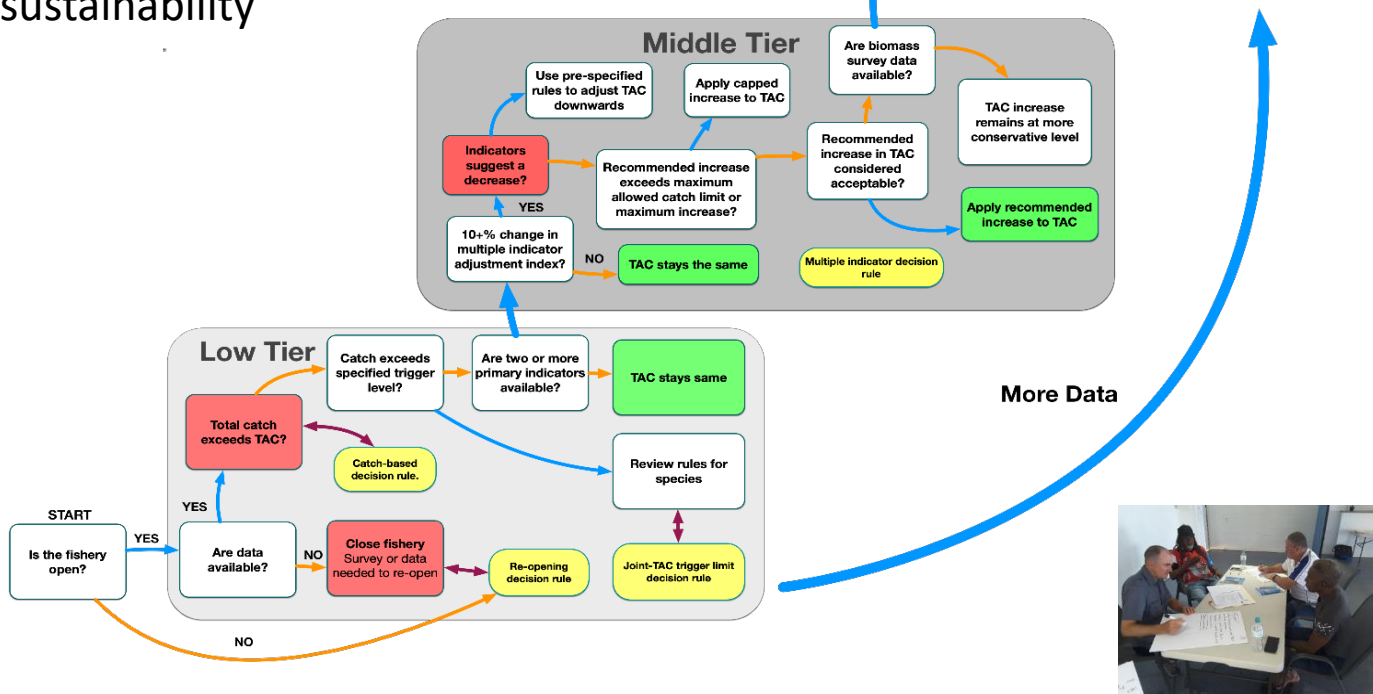 sustainability
Middle Tier
Are biomass
survey data
available?
Use pre-specified
rules to adjust TAC
downwards
Apply capped
increase to TAC
TAC increase
remains at more
conservative level
Indicators
suggest a
decrease?
Recommended increase
exceeds maximum
allowed catch limit or
maximum increase?
Recommended
increase in TAC
considered
acceptable?
Apply recommended
increase to TAC
YES
10+% change in
multiple indicator
adjustment index?
NO
TAC stays the same
Multiple indicator decision
rule
Low Tier
Catch exceeds
specified trigger
level?
Are two or more
primary indicators
available?
TAC stays same
More Data
Total catch
exceeds TAC?
Catch-based
decision rule.
Review rules for
species
YES
START
Is the fishery
open?
YES
Are data
available?
NO
Close fishery
Survey or data
needed to re-open
Re-opening
decision rule
Joint-TAC trigger limit
decision rule
NO